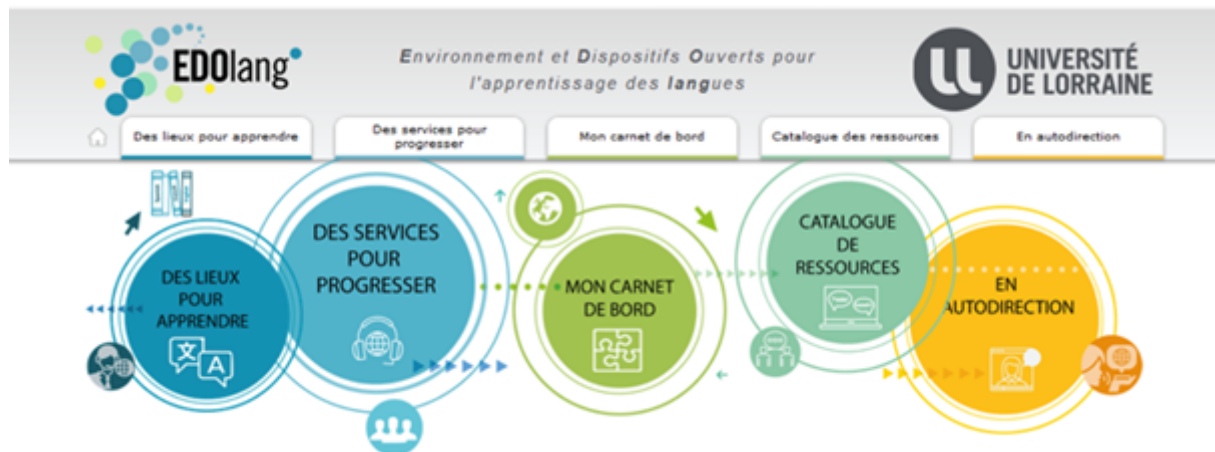 EDOlang
Environnement et Dispositifs Ouverts pour
l'apprentissage des langues
UNIVERSITÉ
DE LORRAINE
Des lieux pour apprendre
Des services pour
progresser
Mon carnet de bord
Catalogue des ressources
En autodirection
DES LIEUX
POUR
APPRENDRE
DES SERVICES
POUR
PROGRESSER
MON CARNET
DE BORD
CATALOGUE
DE
RESSOURCES
EN
AUTODIRECTION
文
A